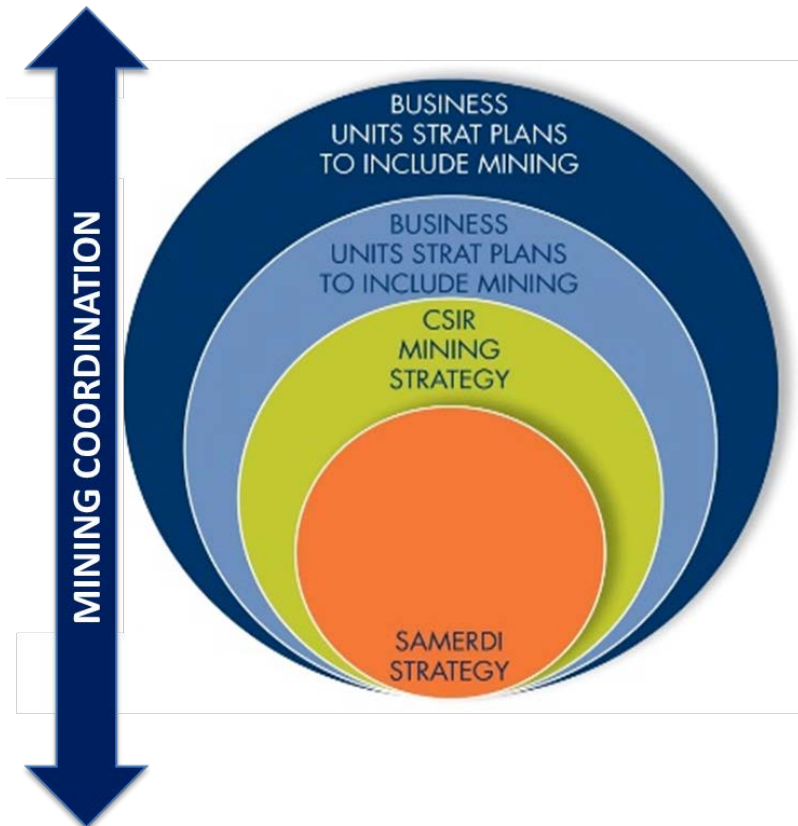 MINING COORDINATION
BUSINESS
UNITS STRAT PLANS
TO INCLUDE MINING
BUSINESS
UNITS STRAT PLANS
TO INCLUDE MINING
CSIR
MINING
STRATEGY
SAMERDI
STRATEGY